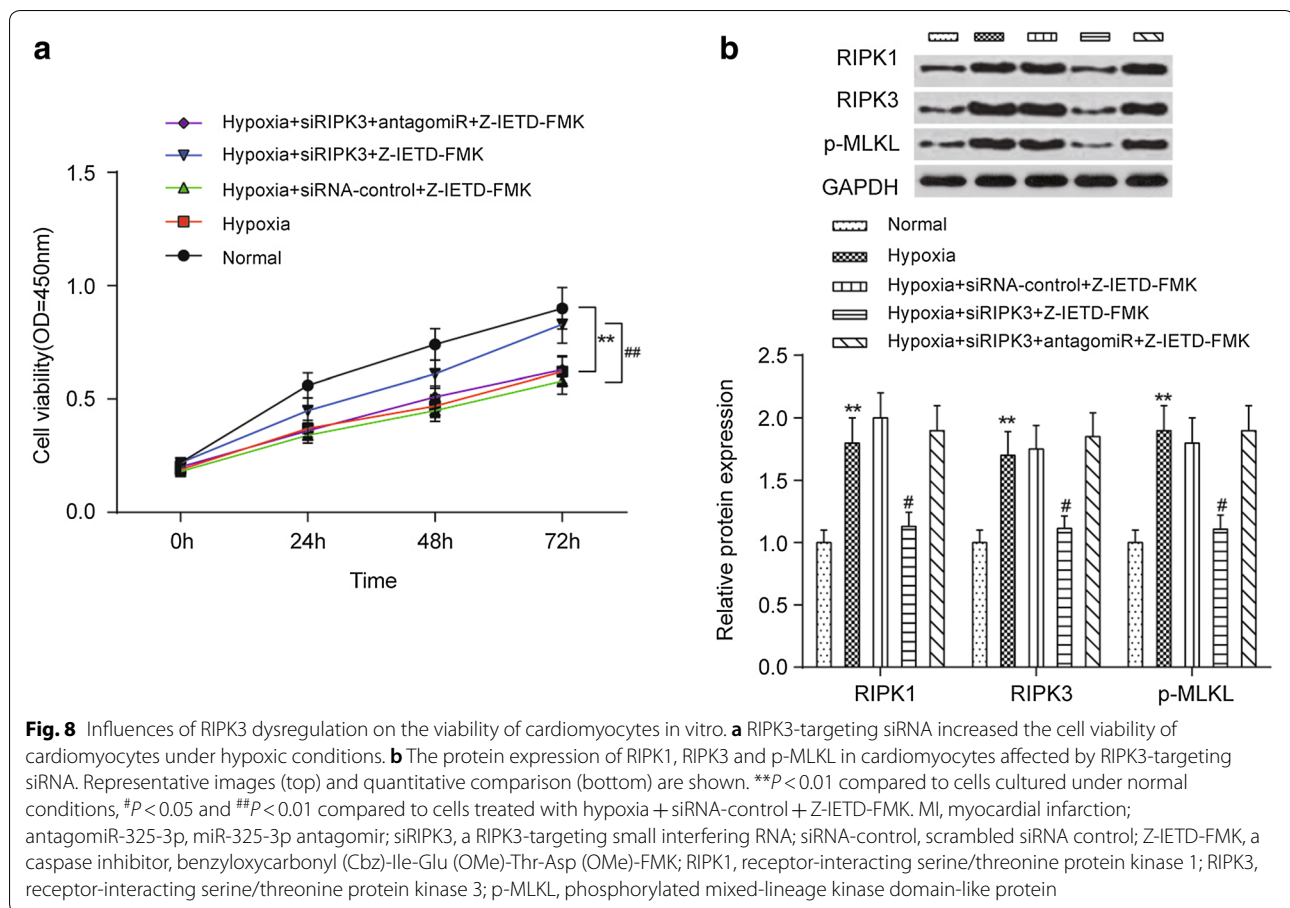 a
Hypoxia+siRIPK3+antagomiR+Z-IETD-FMK
Hypoxia+siRIPK3+Z-IETD-FMK
Hypoxia+siRNA-control+Z-IETD-FMK
Hypoxia
Normal
Cell viability(OD=450nm)
1.5
1.0
0.5
0.0
**
##
0h 24h 48h 72h
Time
b
RIPK1
RIPK3
p-MLKL
GAPDH
Normal
Hypoxia
Hypoxia+siRNA-control+Z-IETD-FMK
Hypoxia+siRIPK3+Z-IETD-FMK
Hypoxia+siRIPK3+antagomiR+Z-IETD-FMK
Relative protein expression
2.5
2.0
1.5
1.0
0.5
0.0
** ** **
# # #
RIPK1 RIPK3 p-MLKL
Fig. 8 Influences of RIPK3 dysregulation on the viability of cardiomyocytes in vitro. a RIPK3-targeting siRNA increased the cell viability of
cardiomyocytes under hypoxic conditions. b The protein expression of RIPK1, RIPK3 and p-MLKL in cardiomyocytes affected by RIPK3-targeting
siRNA. Representative images (top) and quantitative comparison (bottom) are shown. **P < 0.01 compared to cells cultured under normal
conditions, #P < 0.05 and ##P < 0.01 compared to cells treated with hypoxia + siRNA-control + Z-IETD-FMK. MI, myocardial infarction;
antagomiR-325-3p, miR-325-3p antagomir; siRIPK3, a RIPK3-targeting small interfering RNA; siRNA-control, scrambled siRNA control; Z-IETD-FMK, a
caspase inhibitor, benzyloxycarbonyl (Cbz)-Ile-Glu (OMe)-Thr-Asp (OMe)-FMK; RIPK1, receptor-interacting serine/threonine protein kinase 1; RIPK3,
receptor-interacting serine/threonine protein kinase 3; p-MLKL, phosphorylated mixed-lineage kinase domain-like protein